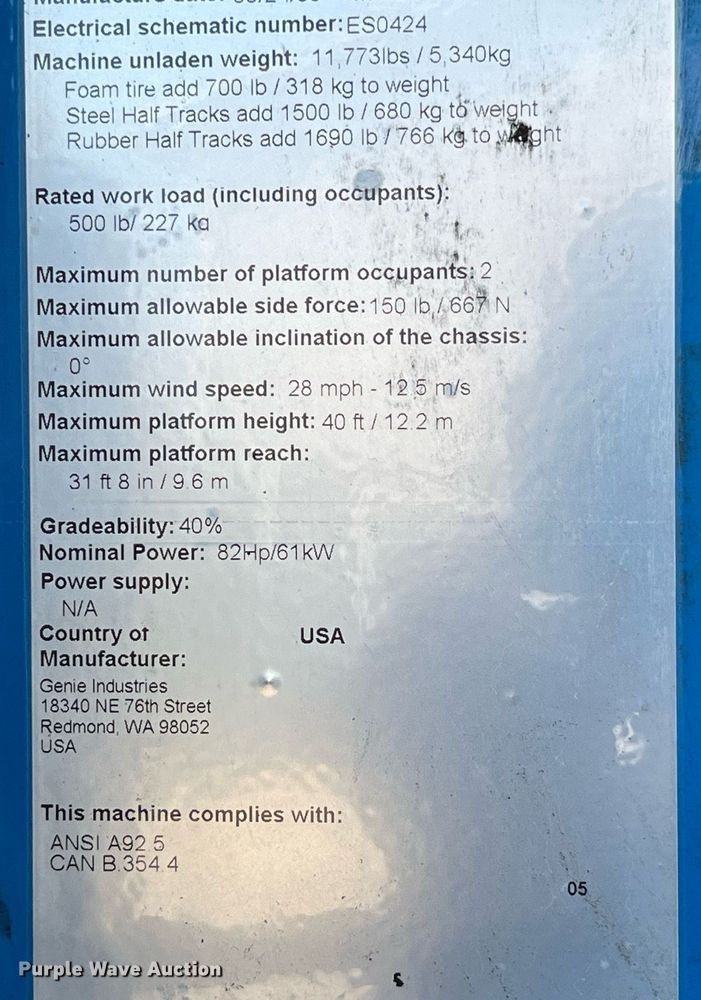 Electrical schematic number: ES0424
Machine unladen weight: 11,773lbs / 5,340kg
Foam tire add 700 lb / 318 kg to weight
Steel Half Tracks add 1500 lb / 680 kg to weight
Rubber Half Tracks add 1690 lb / 766 kg to weight
Rated work load (including occupants):
500 lb/ 227 kg
Maximum number of platform occupants: 2
Maximum allowable side force: 150 lb / 667 N
Maximum allowable inclination of the chassis:
0°
Maximum wind speed: 28 mph - 12.5 m/s
Maximum platform height: 40 ft / 12.2 m
Maximum platform reach:
31 ft 8 in / 9.6 m
Gradeability: 40%
Nominal Power: 82Hp/61kW
Power supply:
N/A
Country of USA
Manufacturer:
Genie Industries
18340 NE 76th Street
Redmond, WA 98052
USA
This machine complies with:
ANSI A92.5
CAN B.354.4
05
Purple Wave Auction